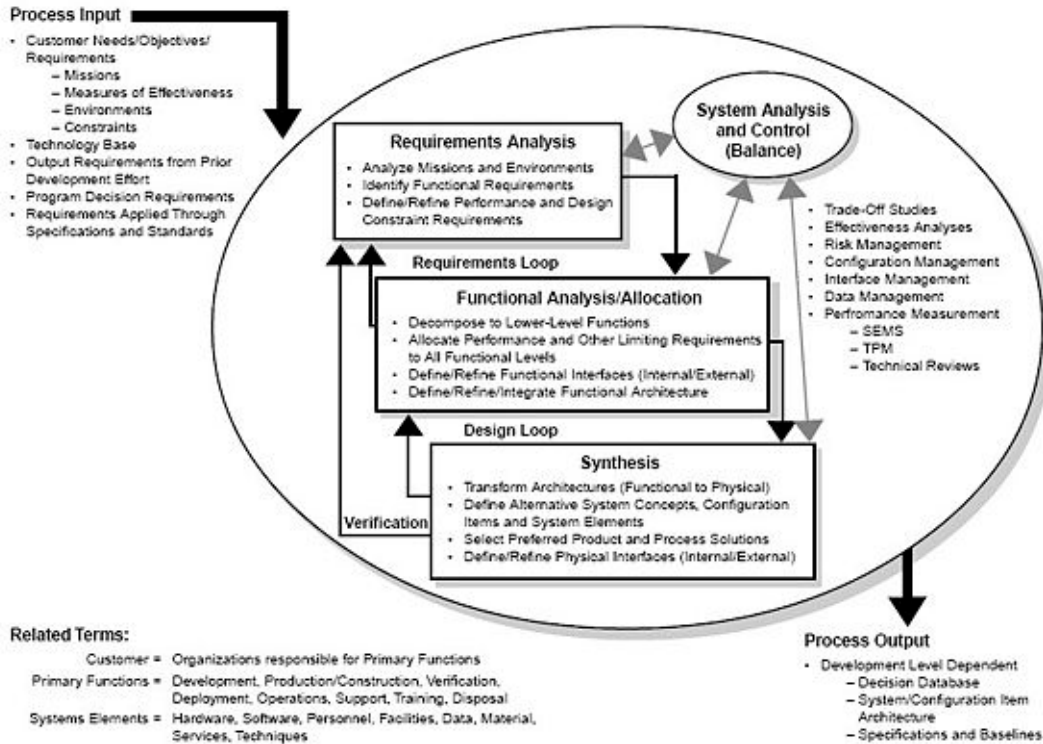 Process Input
• Customer Needs/Objectives/
Requirements
– Missions
– Measures of Effectiveness
– Environments
– Constraints
• Technology Base
• Output Requirements from Prior
Development Effort
• Program Decision Requirements
• Requirements Applied Through
Specifications and Standards
System Analysis
and Control
(Balance)
Requirements Analysis
• Analyze Missions and Environments
• Identify Functional Requirements
• Define/Refine Performance and Design
Constraint Requirements
• Trade-Off Studies
• Effectiveness Analyses
• Risk Management
• Configuration Management
• Interface Management
• Data Management
• Perfromance Measurement
– SEMS
– TPM
– Technical Reviews
Requirements Loop
Functional Analysis/Allocation
• Decompose to Lower-Level Functions
• Allocate Performance and Other Limiting Requirements
to All Functional Levels
• Define/Refine Functional Interfaces (Internal/External)
• Define/Refine/Integrate Functional Architecture
Design Loop
Synthesis
• Transform Architectures (Functional to Physical)
• Define Alternative System Concepts, Configuration
Items and System Elements
• Select Preferred Product and Process Solutions
• Define/Refine Physical Interfaces (Internal/External)
Verification
Related Terms:
Customer = Organizations responsible for Primary Functions
Primary Functions = Development, Production/Construction, Verification,
Deployment, Operations, Support, Training, Disposal
Systems Elements = Hardware, Software, Personnel, Facilities, Data, Material,
Services, Techniques
Process Output
• Development Level Dependent
– Decision Database
– System/Configuration Item
Architecture
– Specifications and Baselines